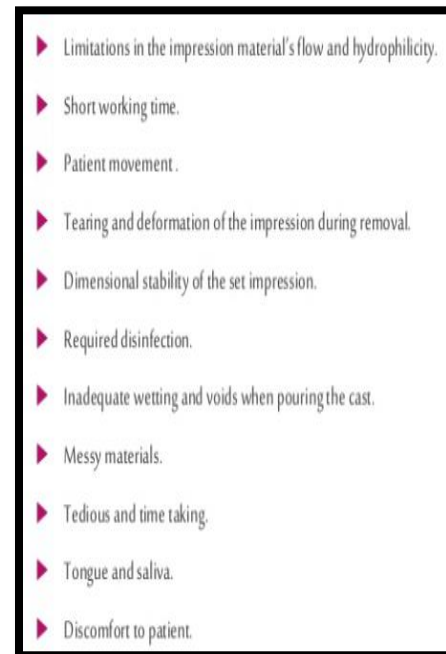 Limitations in the impression material's flow and hydrophilicity.
Short working time.
Patient movement .
Tearing and deformation of the impression during removal.
Dimensional stability of the set impression.
Required disinfection.
Inadequate wetting and voids when pouring the cast.
Messy materials.
Tedious and time taking.
Tongue and saliva.
Discomfort to patient.